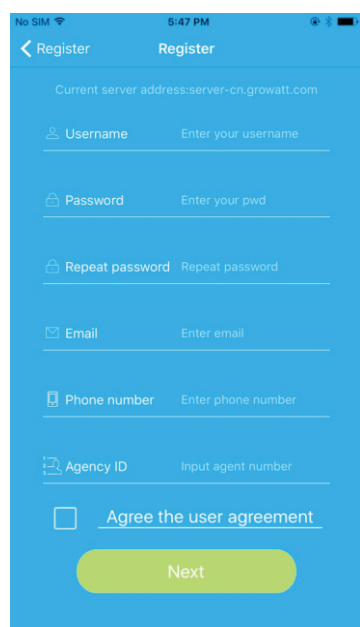 No SIM 5:47 PM
Register Register
Current server address:server-cn.growatt.com
Username Enter your username
Password Enter your pwd
Repeat password Repeat password
Email Enter email
Phone number Enter phone number
Agency ID Input agent number
Agree the user agreement
Next